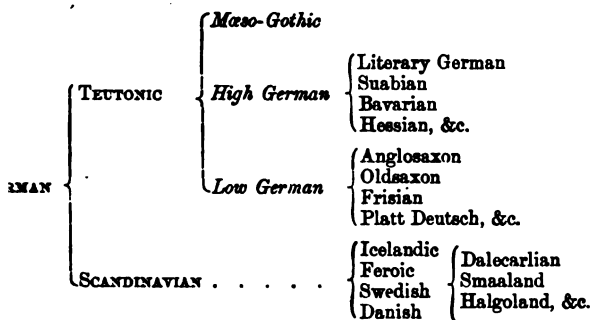 Mœso-Gothic
Literary German
Suabian
TEUTONIC
High German
Bavarian
Hessian, &c.
Anglosaxon
Oldsaxon
Low German
Frisian
RMAN
Platt Deutsch, &c.
Icelandic
Dalecarlian
Feroic
SCANDINAVIAN . . . . .
Smaaland
Swedish
Halgoland, &c.
Danish